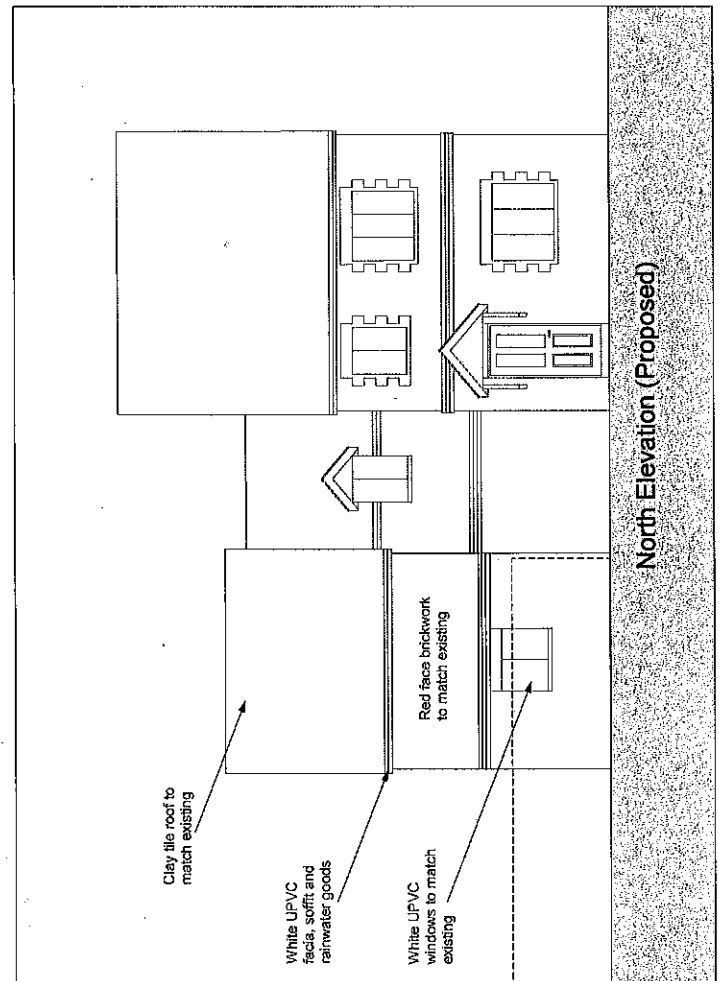 Clay tile roof to
match existing
White UPVC
facia, soffit and
rainwater goods
Red face brickwork
to match existing
White UPVC
windows to match
existing
North Elevation (Proposed)